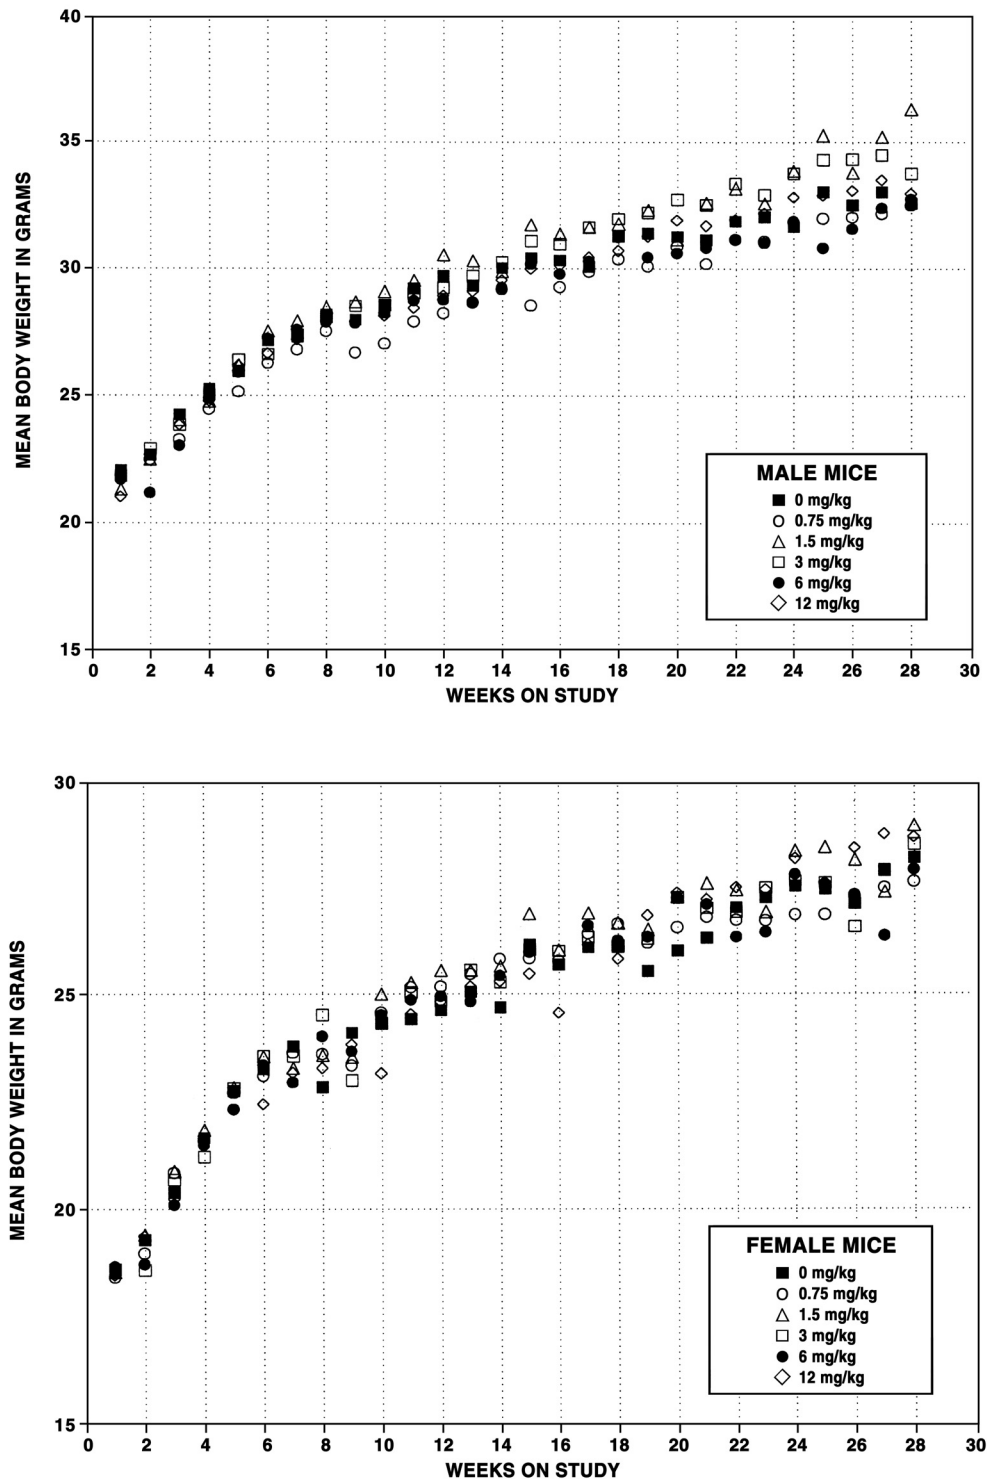 40
35
30
25
20
15
MEAN BODY WEIGHT IN GRAMS
MALE MICE
0 mg/kg
0.75 mg/kg
1.5 mg/kg
3 mg/kg
6 mg/kg
12 mg/kg
0 2 4 6 8 10 12 14 16 18 20 22 24 26 28 30
WEEKS ON STUDY
30
25
20
15
MEAN BODY WEIGHT IN GRAMS
FEMALE MICE
0 mg/kg
0.75 mg/kg
1.5 mg/kg
3 mg/kg
6 mg/kg
12 mg/kg
0 2 4 6 8 10 12 14 16 18 20 22 24 26 28 30
WEEKS ON STUDY